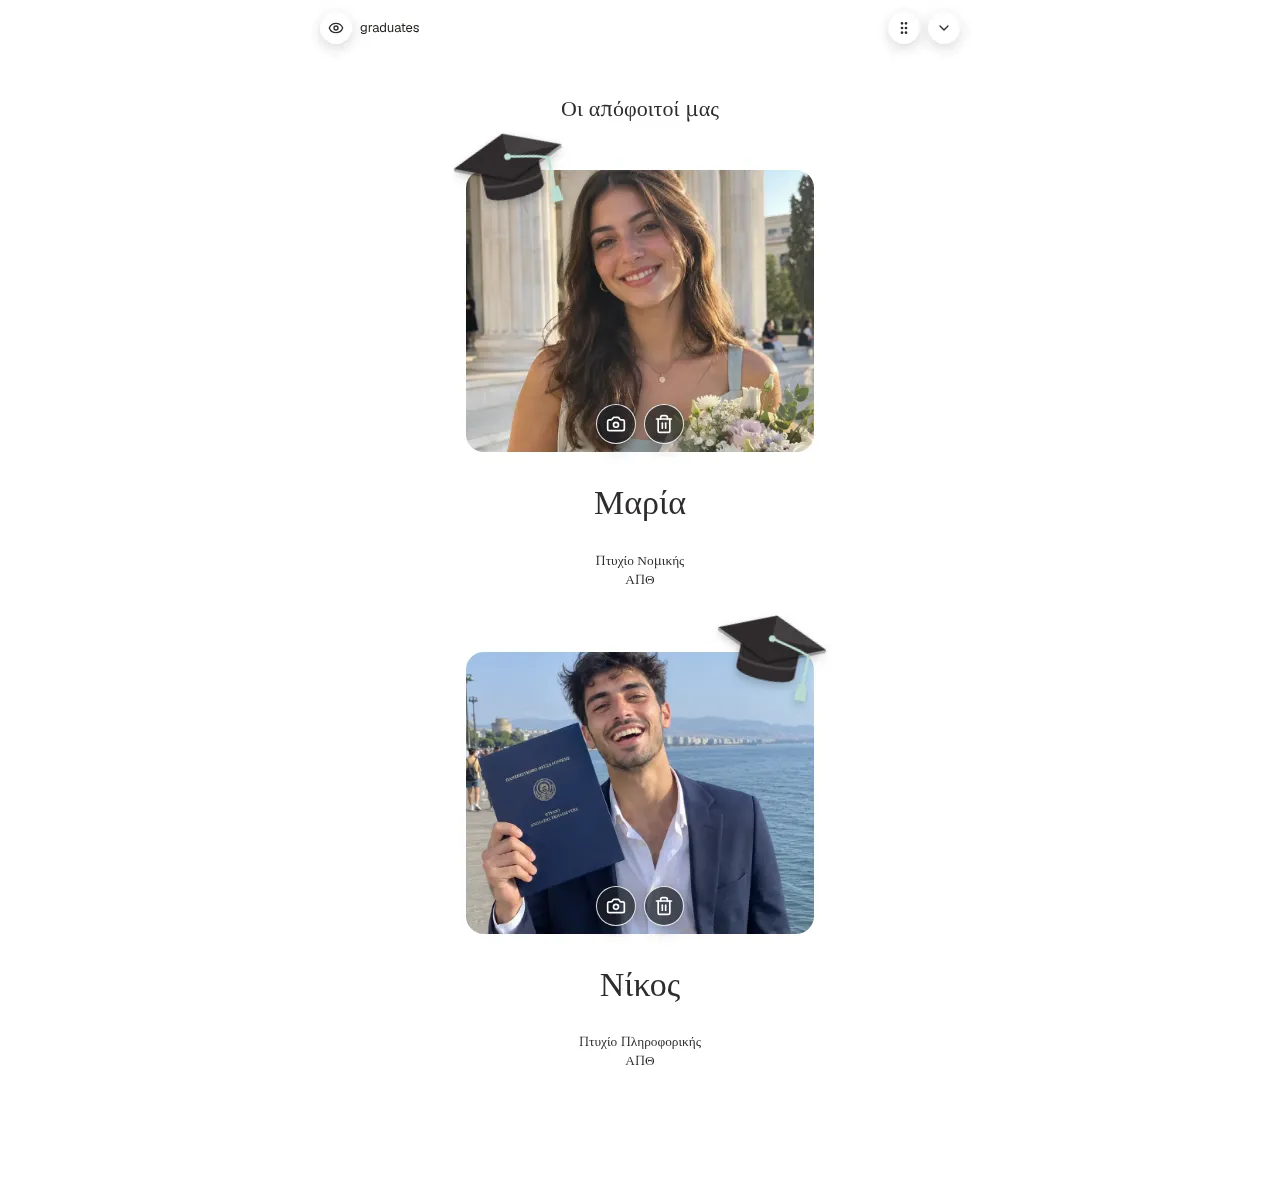 graduates
Οι απόφοιτοί μας
Μαρία
Πτυχίο Νομικής
ΑΠΘ
Νίκος
Πτυχίο Πληροφορικής
ΑΠΘ